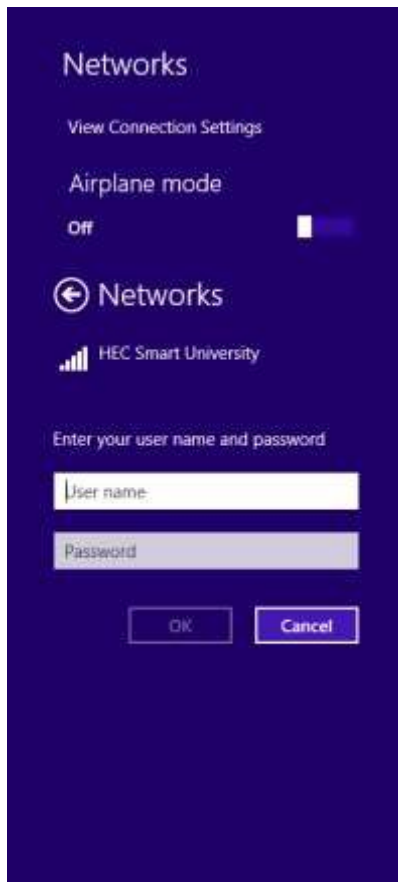 Networks
View Connection Settings
Airplane mode
Off
Networks
HEC Smart University
Enter your user name and password
User name
Password
OK
Cancel